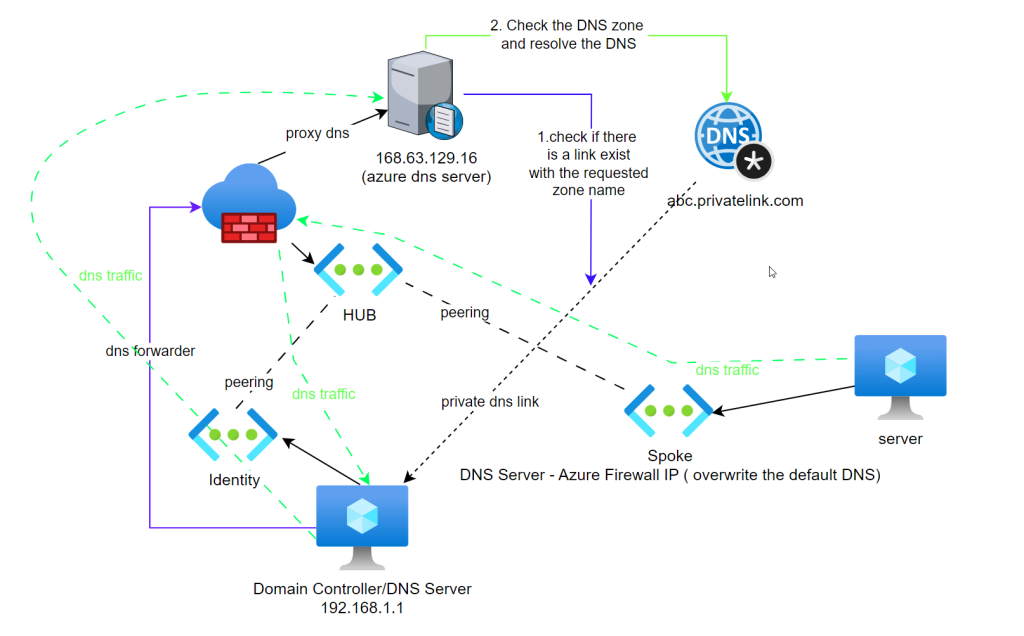 2. Check the DNS zone
and resolve the DNS
proxy dns
168.63.129.16
(azure dns server)
1.check if there
is a link exist
with the requested
zone name
DNS
*
abc.privatelink.com
dns traffic
HUB
peering
dns forwarder
peering
dns traffic
private dns link
dns traffic
server
Spoke
DNS Server - Azure Firewall IP ( overwrite the default DNS)
Identity
Domain Controller/DNS Server
192.168.1.1